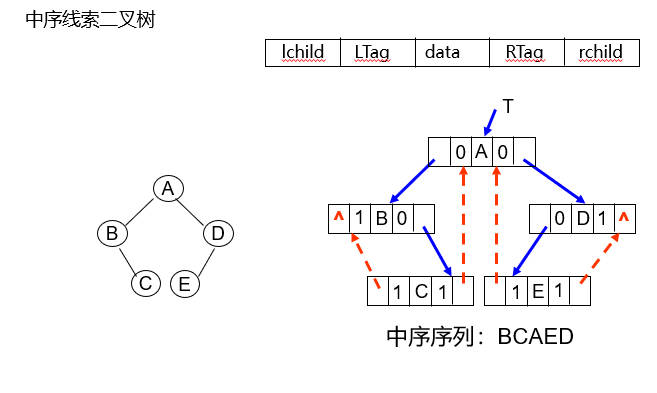 中序线索二叉树
lchild LTag data RTag rchild
T
0 A 0
A
B D
^ 1 B 0
0 D 1 ^
C E
1 C 1
1 E 1
中序序列：BCAED